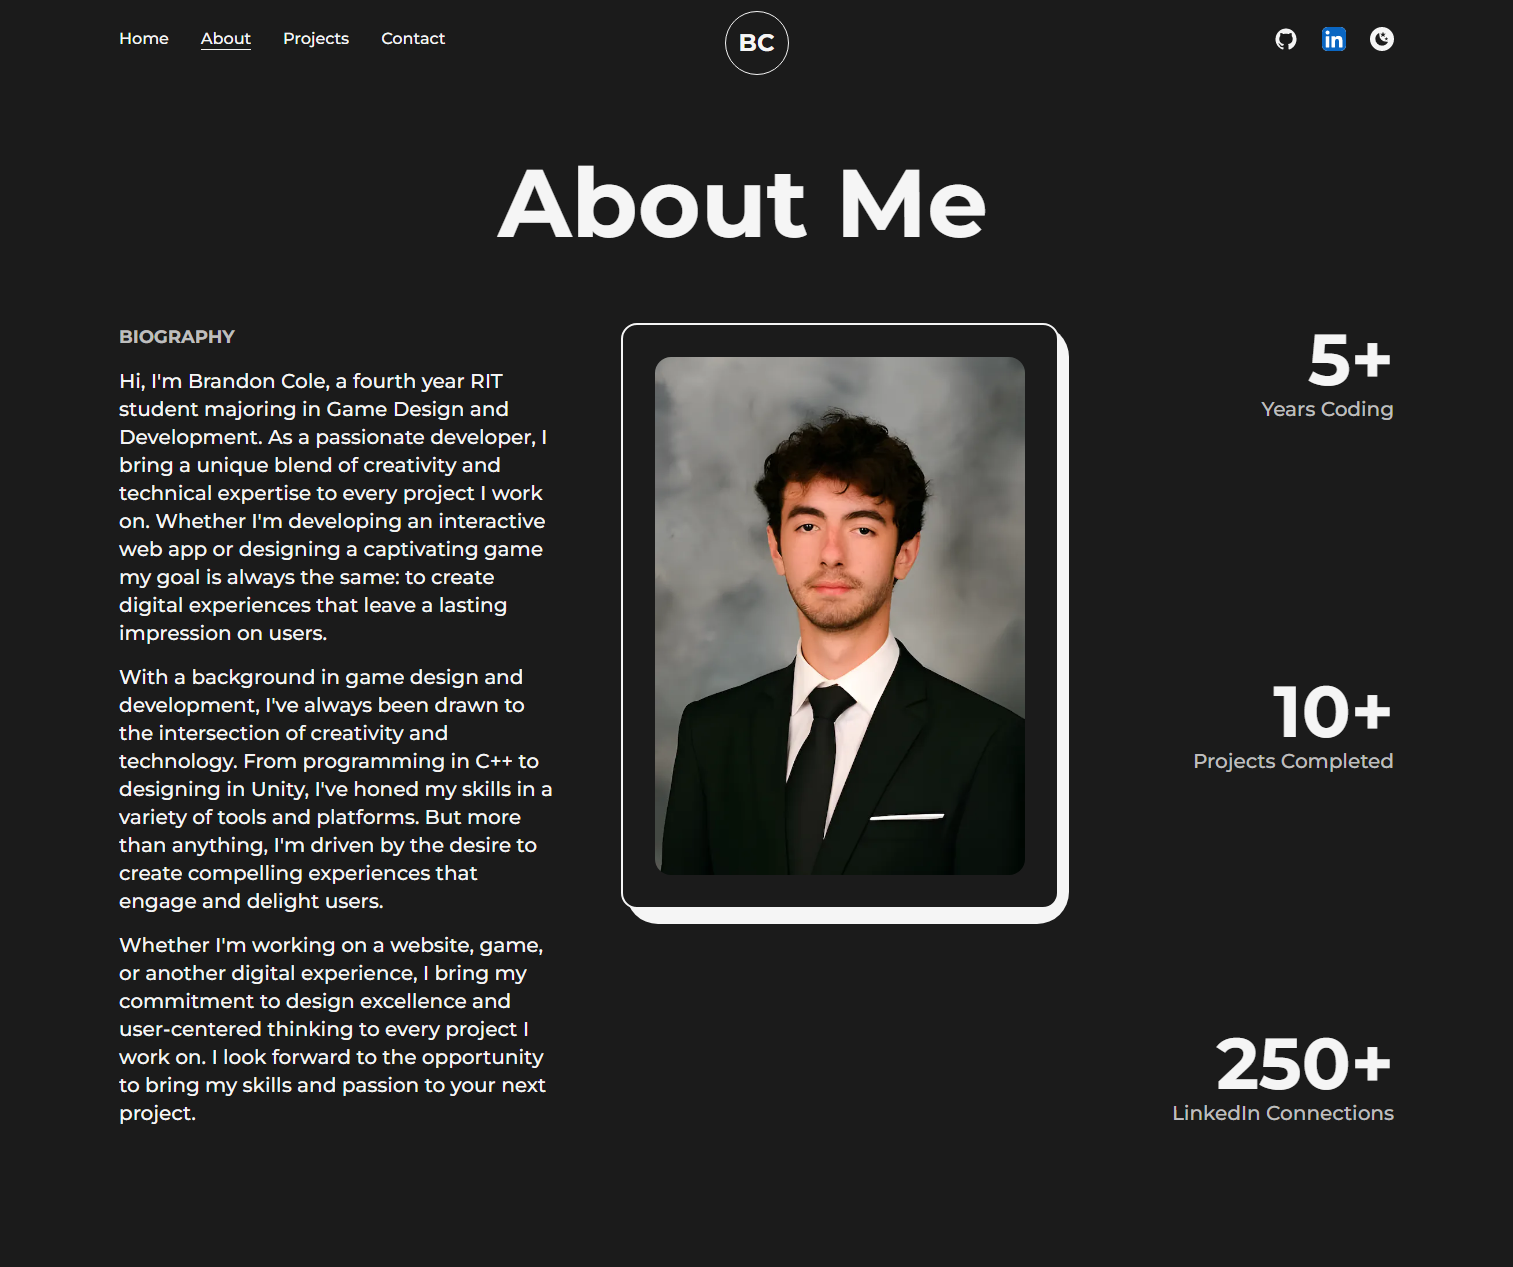 Home About Projects Contact
BC
in
About Me
BIOGRAPHY
Hi, I'm Brandon Cole, a fourth year RIT
student majoring in Game Design and
Development. As a passionate developer, I
bring a unique blend of creativity and
technical expertise to every project I work
on. Whether I'm developing an interactive
web app or designing a captivating game
my goal is always the same: to create
digital experiences that leave a lasting
impression on users.
With a background in game design and
development, I've always been drawn to
the intersection of creativity and
technology. From programming in C++ to
designing in Unity, I've honed my skills in a
variety of tools and platforms. But more
than anything, I'm driven by the desire to
create compelling experiences that
engage and delight users.
Whether I'm working on a website, game,
or another digital experience, I bring my
commitment to design excellence and
user-centered thinking to every project I
work on. I look forward to the opportunity
to bring my skills and passion to your next
project.
5+
Years Coding
10+
Projects Completed
250+
LinkedIn Connections